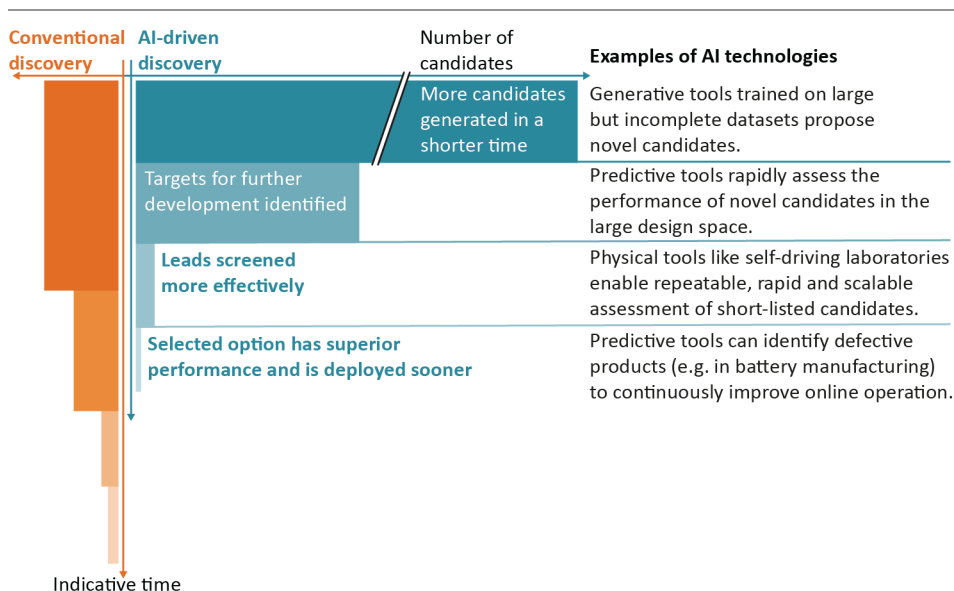 Conventional
discovery
AI-driven
discovery
Number of
candidates
Examples of AI technologies
More candidates
generated in a
shorter time
Generative tools trained on large
but incomplete datasets propose
novel candidates.
Targets for further
development identified
Predictive tools rapidly assess the
performance of novel candidates in the
large design space.
Leads screened
more effectively
Physical tools like self-driving laboratories
enable repeatable, rapid and scalable
assessment of short-listed candidates.
Selected option has superior
performance and is deployed sooner
Predictive tools can identify defective
products (e.g. in battery manufacturing)
to continuously improve online operation.
Indicative time